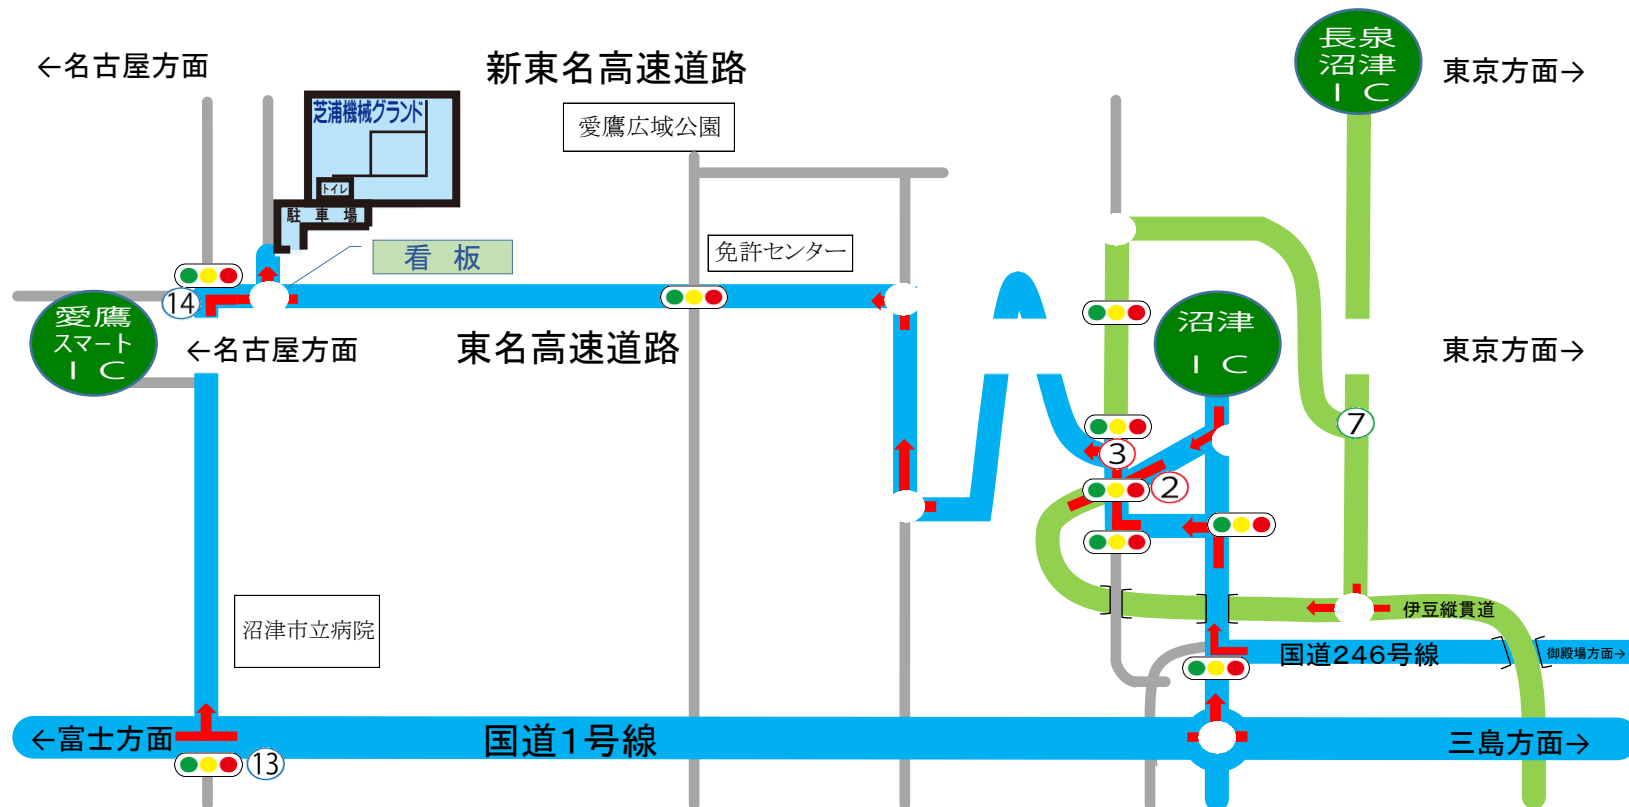 ←名古屋方面
新東名高速道路
長泉
沼津
ＩＣ
東京方面→
芝浦機械グランド
愛鷹広域公園
トイレ
駐車場
看板
免許センター
14
愛鷹
スマート
ＩＣ
←名古屋方面
東名高速道路
沼津
ＩＣ
東京方面→
7
3
2
沼津市立病院
伊豆縦貫道
国道246号線
御殿場方面→
←富士方面
国道1号線
三島方面→
13